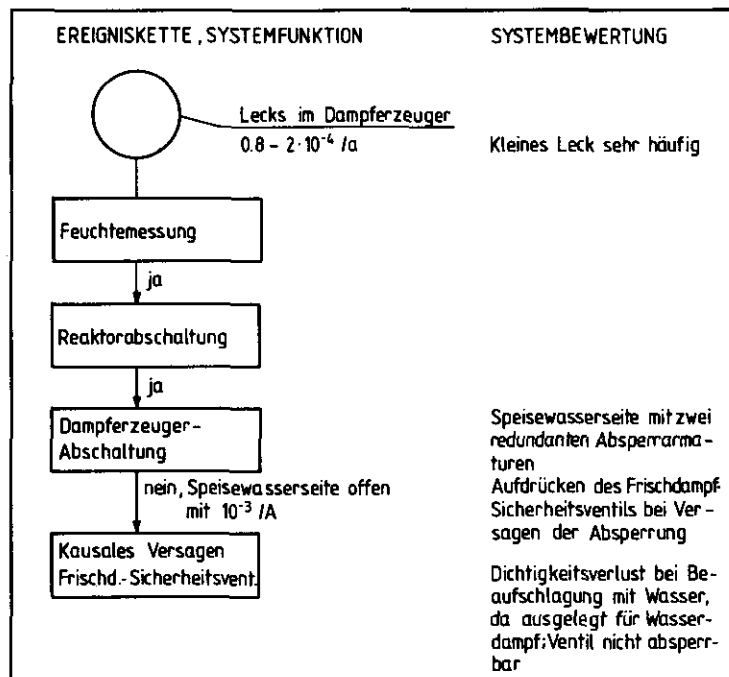 EREIGNISKETTE, SYSTEMFUNKTION
SYSTEMBEWERTUNG
Lecks im Dampferzeuger
0.8 - 2·10⁻⁴ /a
Kleines Leck sehr häufig
Feuchtemessung
ja
Reaktorabschaltung
ja
Dampferzeuger-
Abschaltung
Speisewasserseite mit zwei
redundanten Absperrarma-
turen
Aufdrücken des Frischdampf-
Sicherheitsventils bei Ver-
sagen der Absperrung
nein, Speisewasserseite offen
mit 10⁻³ /A
Kausales Versagen
Frischd.-Sicherheitsvent.
Dichtigkeitsverlust bei Be-
aufschlagung mit Wasser,
da ausgelegt für Wasser-
dampf; Ventil nicht absperr-
bar